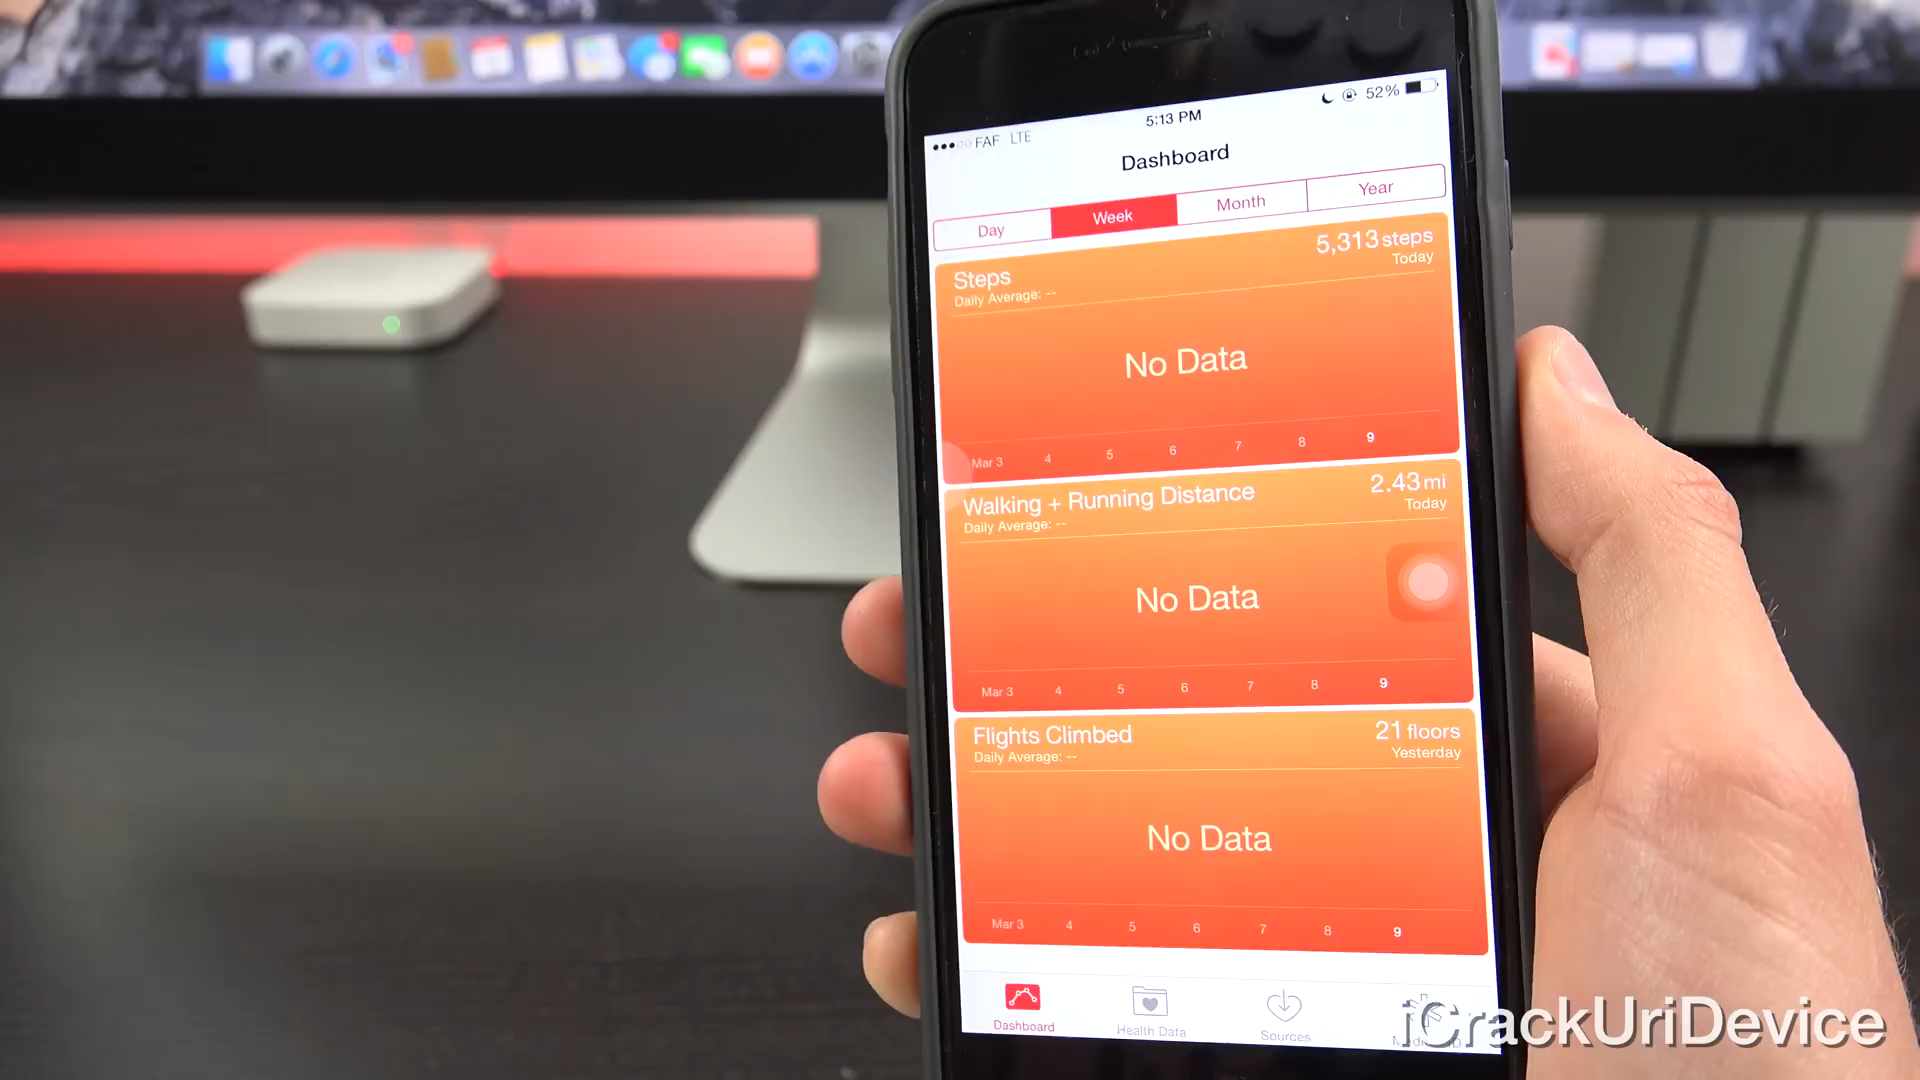 FAF LTE
5:13 PM
52%
Dashboard
Day Week Month Year
Steps
5,313 steps
Daily Average: --
Today
No Data
Mar 3 4 5 6 7 8 9
Walking + Running Distance
2.43 mi
Daily Average: --
Today
No Data
Mar 3 4 5 6 7 8 9
Flights Climbed
21 floors
Daily Average: --
Yesterday
No Data
Mar 3 4 5 6 7 8 9
Dashboard Health Data Sources
iCrackUriDevice